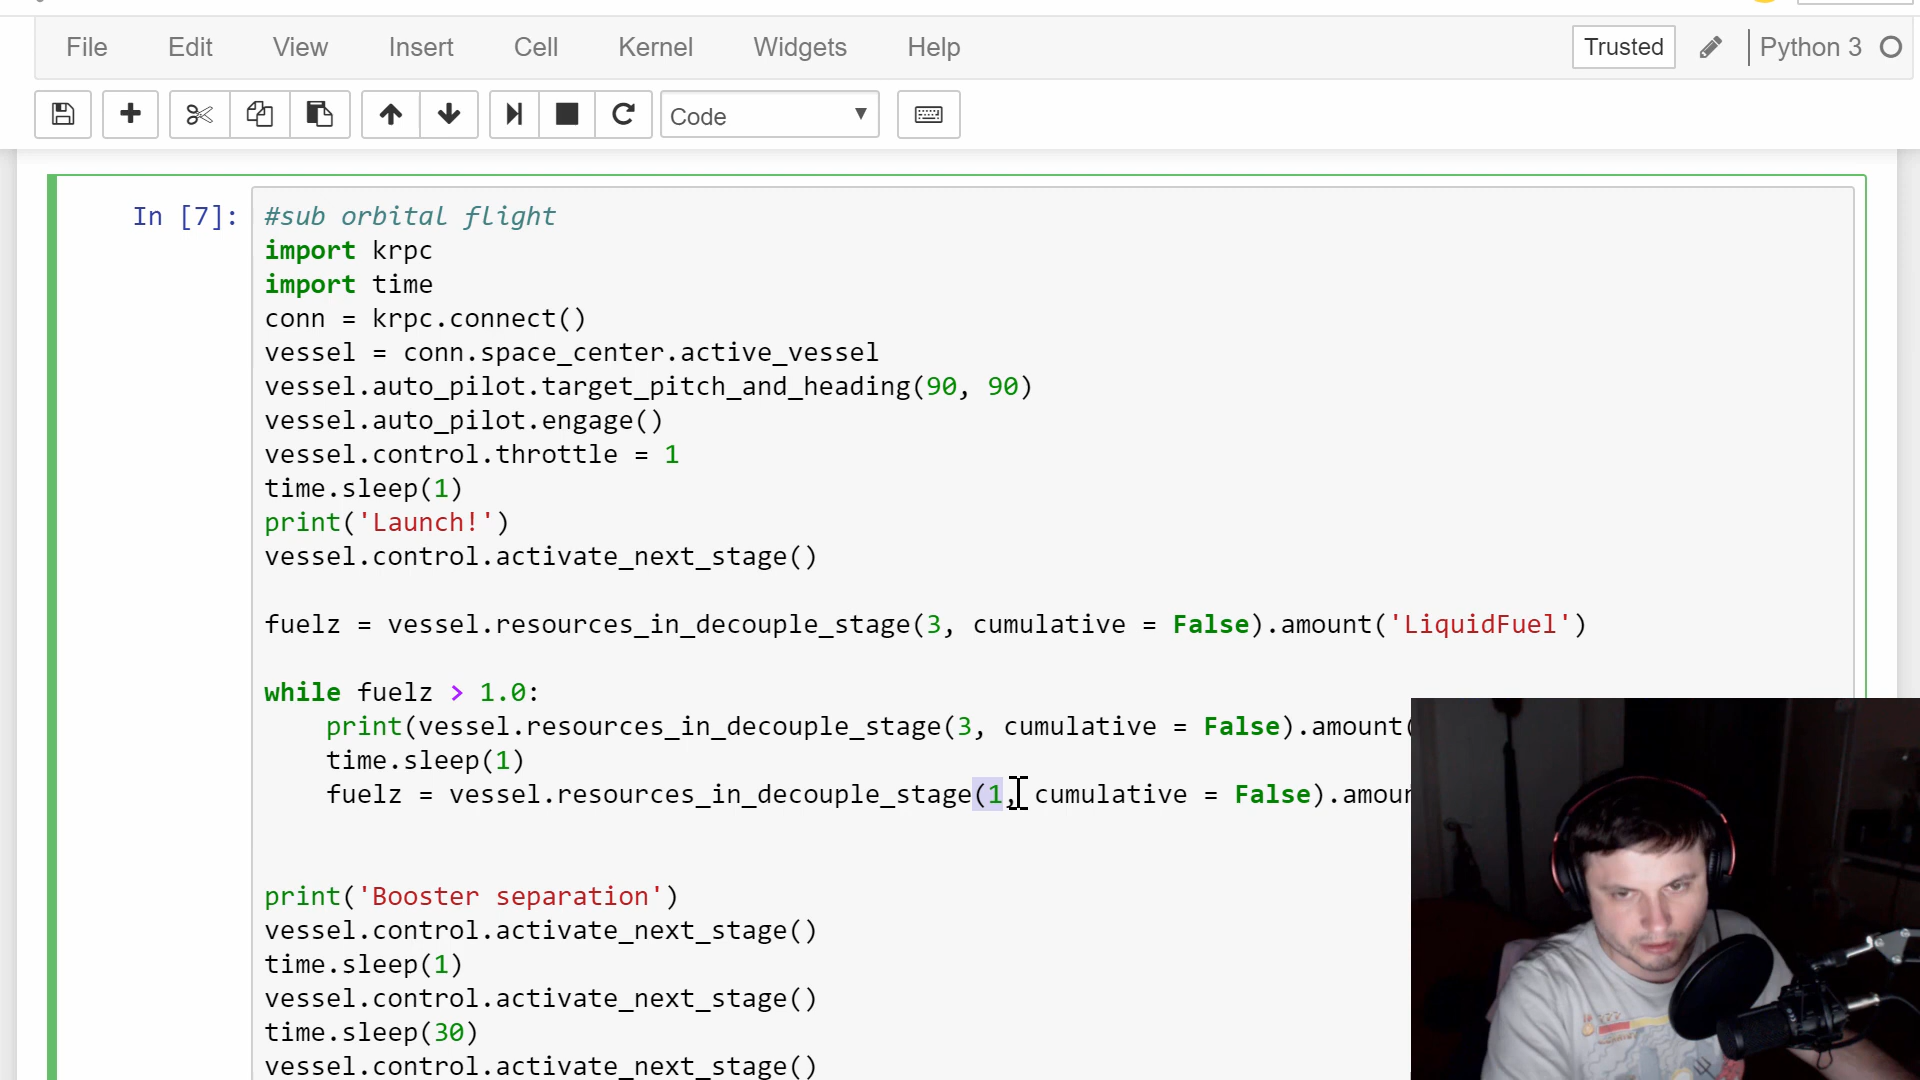 File Edit View Insert Cell Kernel Widgets Help Trusted Python 3
Code
In [7]: #sub orbital flight
import krpc
import time
conn = krpc.connect()
vessel = conn.space_center.active_vessel
vessel.auto_pilot.target_pitch_and_heading(90, 90)
vessel.auto_pilot.engage()
vessel.control.throttle = 1
time.sleep(1)
print('Launch!')
vessel.control.activate_next_stage()
fuelz = vessel.resources_in_decouple_stage(3, cumulative = False).amount('LiquidFuel')
while fuelz > 1.0:
print(vessel.resources_in_decouple_stage(3, cumulative = False).amount(
time.sleep(1)
fuelz = vessel.resources_in_decouple_stage(1, cumulative = False).amoun
print('Booster separation')
vessel.control.activate_next_stage()
time.sleep(1)
vessel.control.activate_next_stage()
time.sleep(30)
vessel.control.activate_next_stage()